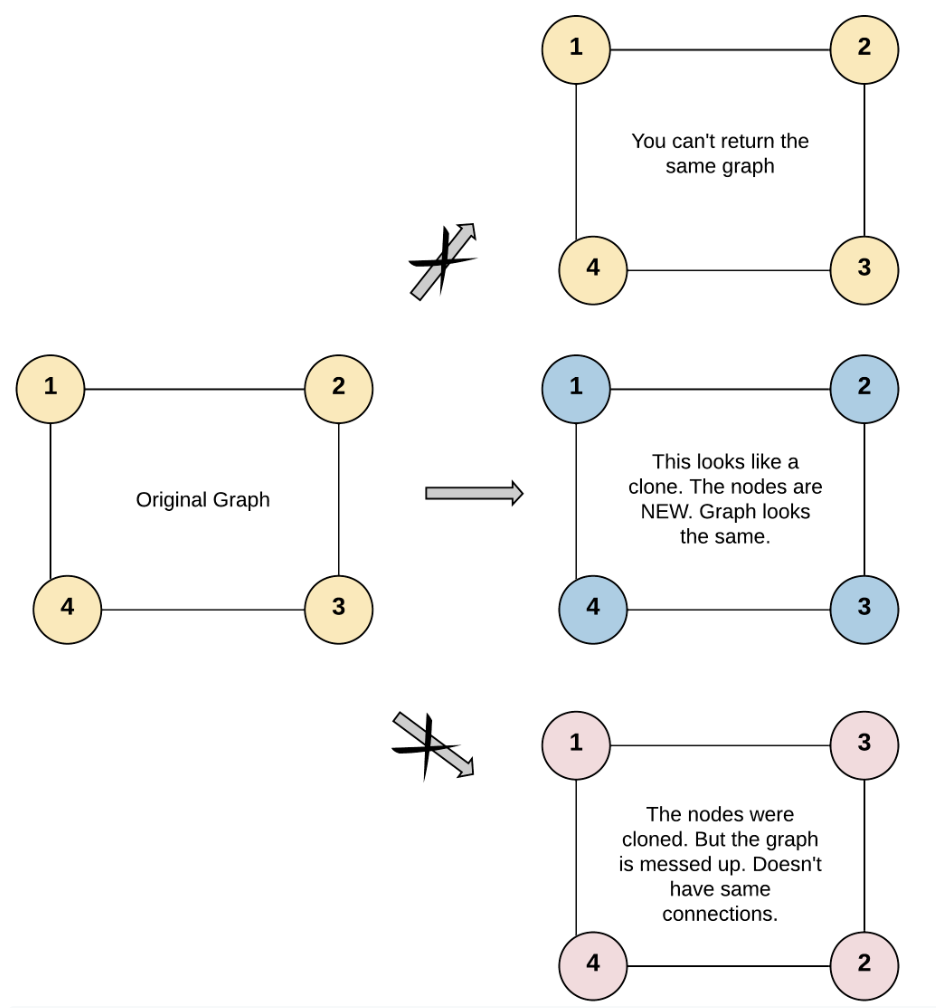 1
2
You can't return the
same graph
4
3
1
2
Original Graph
4
3
1
2
This looks like a
clone. The nodes are
NEW. Graph looks
the same.
4
3
1
3
The nodes were
cloned. But the graph
is messed up. Doesn't
have same
connections.
4
2